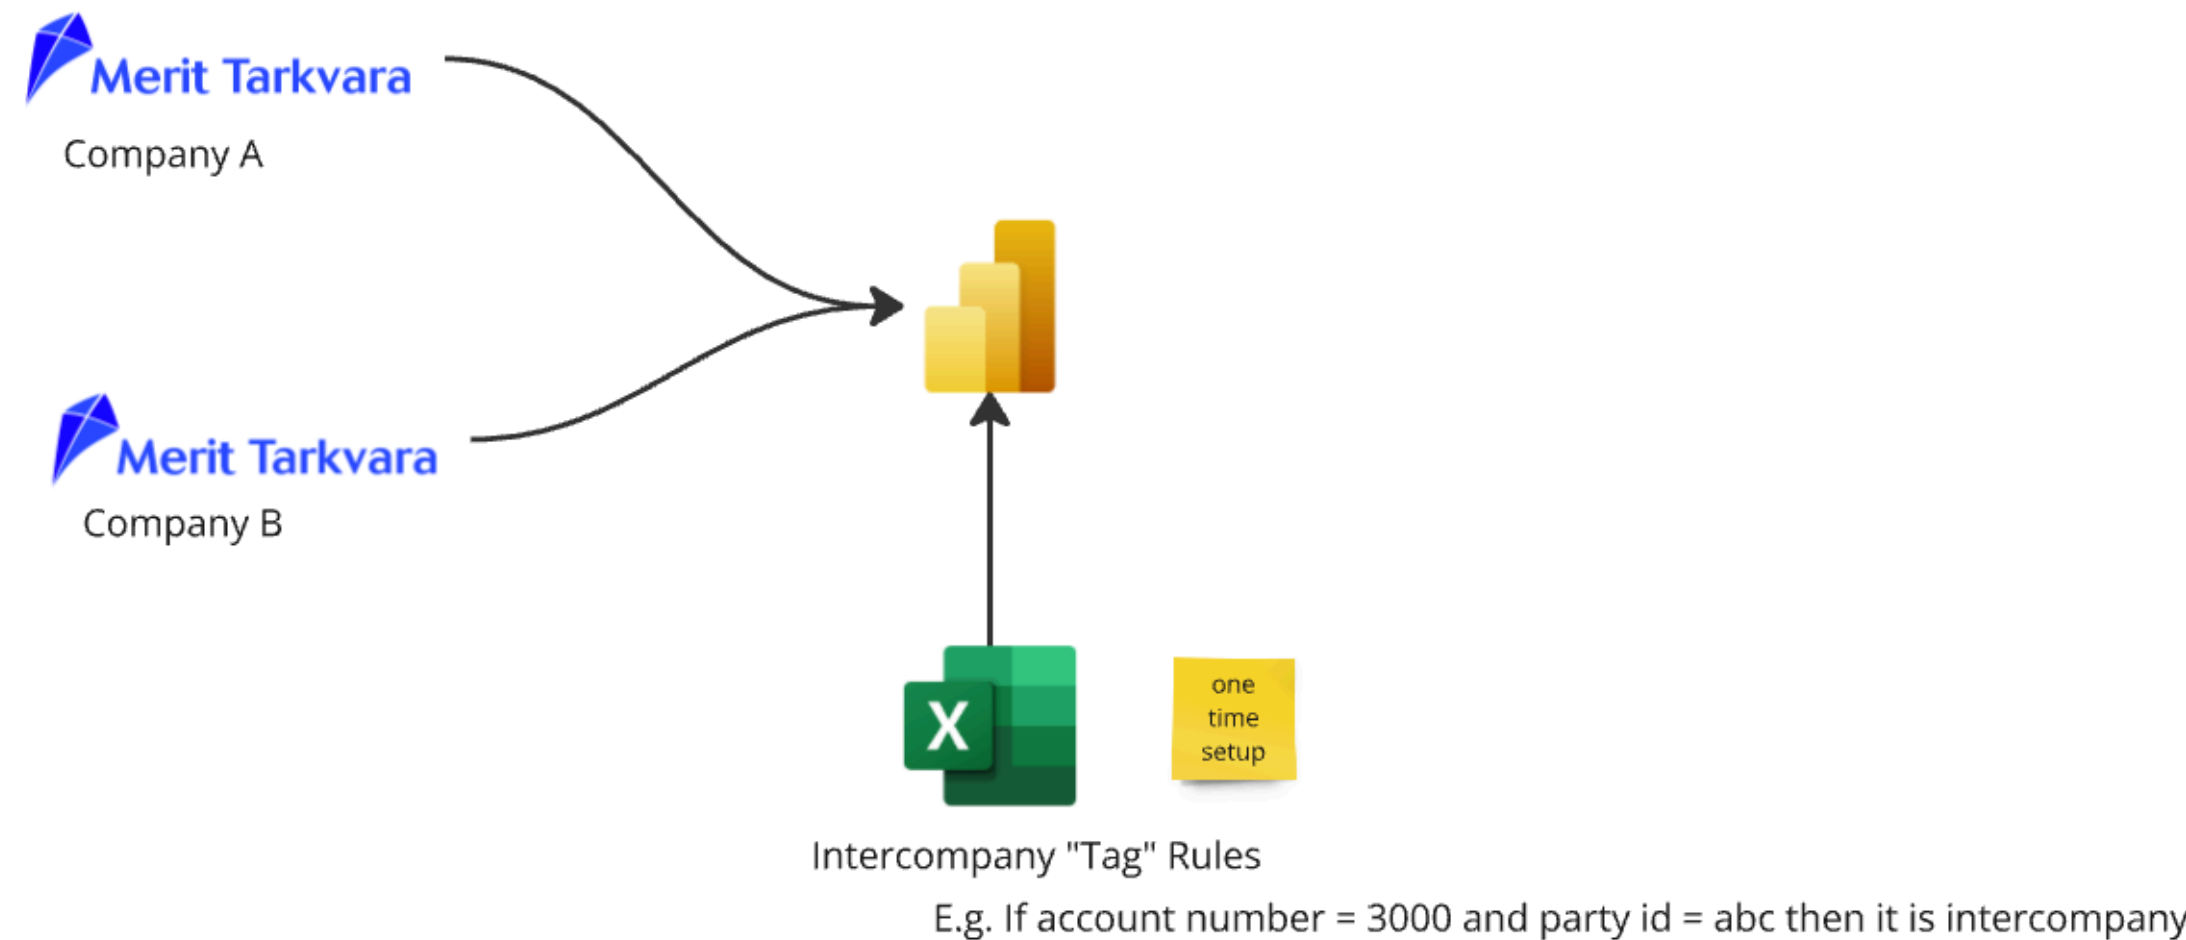 Merit Tarkvara
Company A
Merit Tarkvara
Company B
X
one
time
setup
Intercompany "Tag" Rules
E.g. If account number = 3000 and party id = abc then it is intercompany